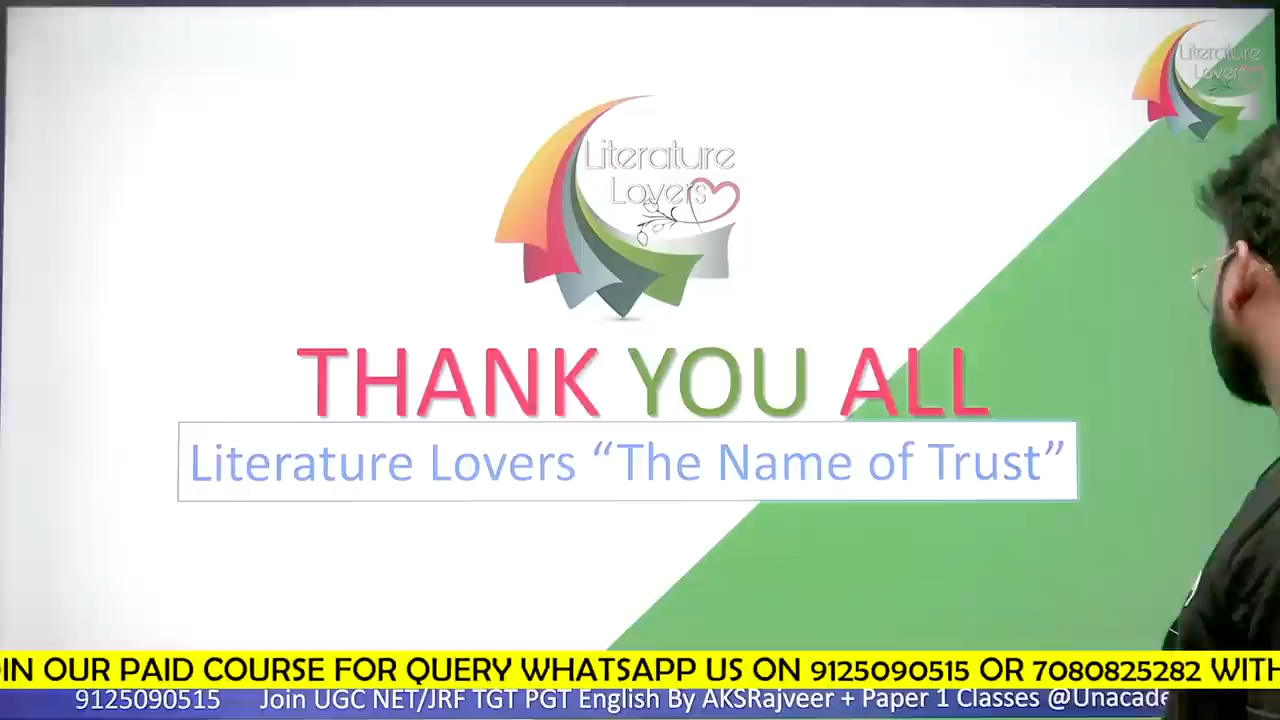 Literature
Lovers
Literature
Lovers
THANK YOU ALL
Literature Lovers “The Name of Trust”
OIN OUR PAID COURSE FOR QUERY WHATSAPP US ON 9125090515 OR 7080825282 WITH
9125090515 Join UGC NET/JRF TGT PGT English By AKSRajveer + Paper 1 Classes @Unacade